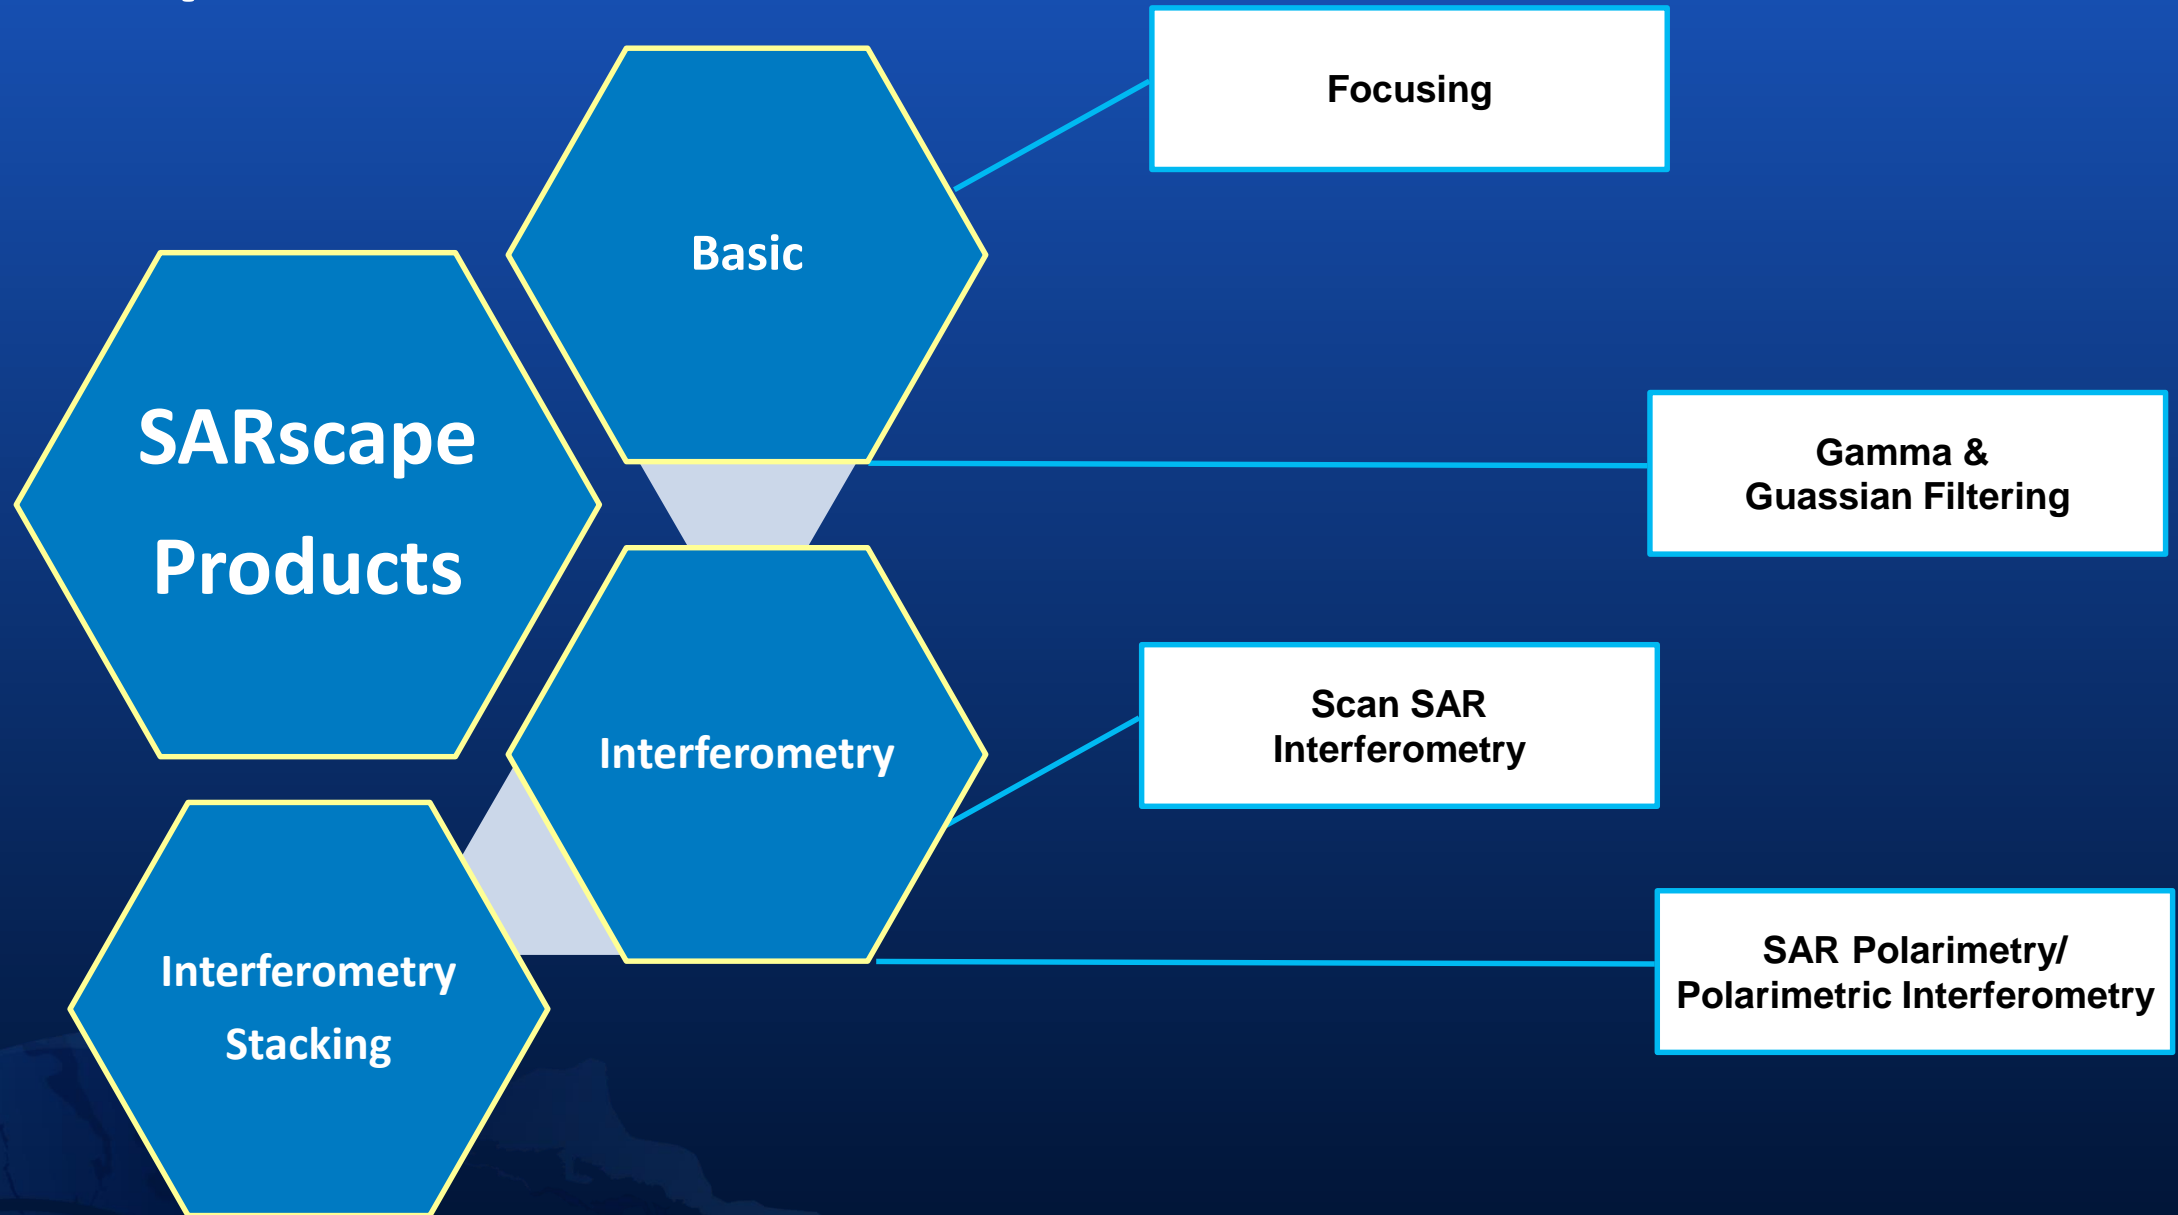 Focusing
Basic
SARscape
Products
Gamma &
Guassian Filtering
Interferometry
Scan SAR
Interferometry
Interferometry
Stacking
SAR Polarimetry/
Polarimetric Interferometry